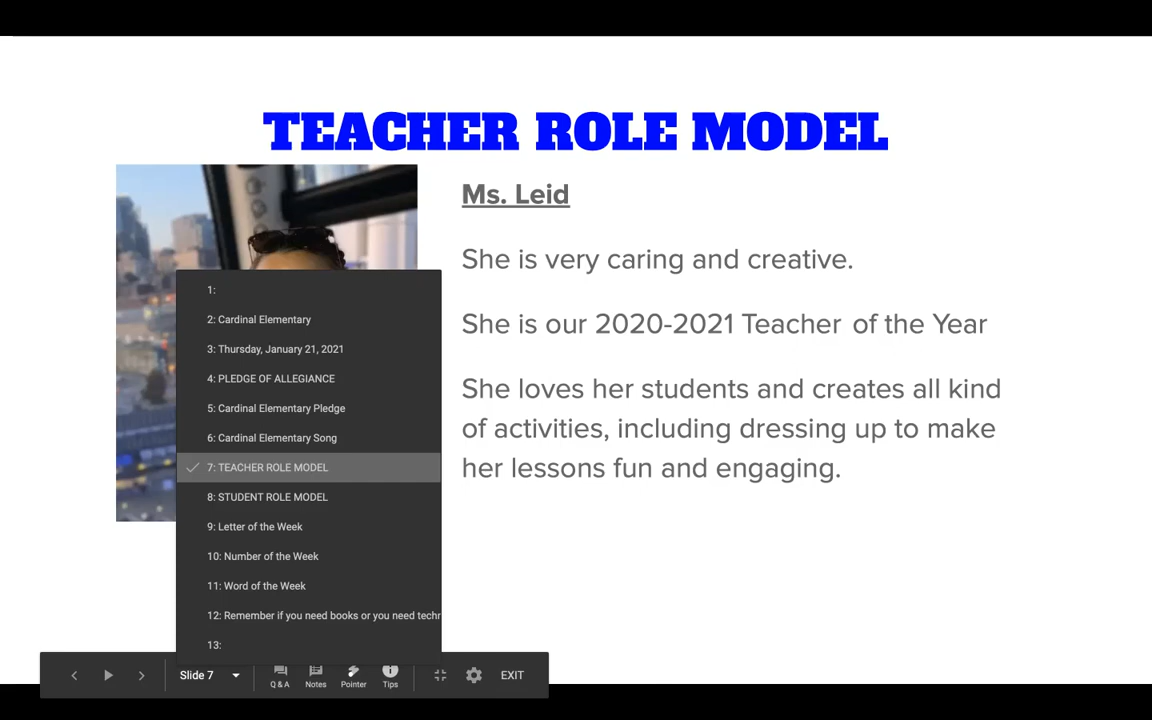 TEACHER ROLE MODEL
Ms. Leid
She is very caring and creative.
She is our 2020-2021 Teacher of the Year
She loves her students and creates all kind
of activities, including dressing up to make
her lessons fun and engaging.
1:
2: Cardinal Elementary
3: Thursday, January 21, 2021
4: PLEDGE OF ALLEGIANCE
5: Cardinal Elementary Pledge
6: Cardinal Elementary Song
7: TEACHER ROLE MODEL
8: STUDENT ROLE MODEL
9: Letter of the Week
10: Number of the Week
11: Word of the Week
12: Remember if you need books or you need techr
13:
Slide 7
Q & A
Notes
Pointer
Tips
EXIT